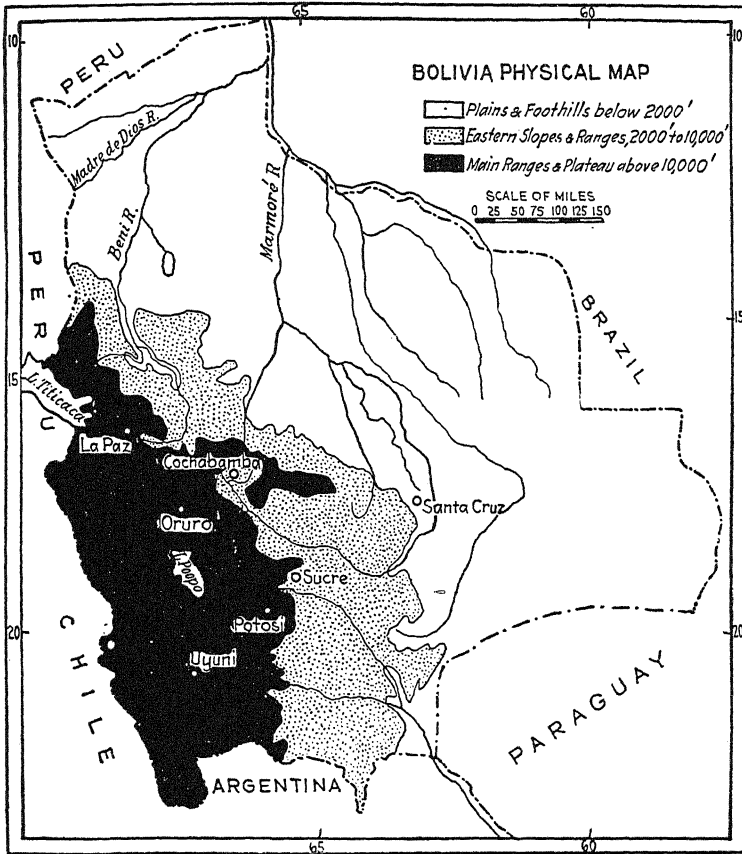 65 60
10 10
PERU
BOLIVIA PHYSICAL MAP
Plains & Foothills below 2000'
Eastern Slopes & Ranges, 2000' to 10,000'
Main Ranges & Plateau above 10,000'
SCALE OF MILES
0 25 50 75 100 125 150
Madre de Dios R.
Beni R.
Marmoré R
PERU
BRAZIL
15
15
L. Titicaca
La Paz
Cochabamba
Santa Cruz
Oruro
L. Poopo
Sucre
Potosi
20 20
Uyuni
CHILE
PARAGUAY
ARGENTINA
65 60